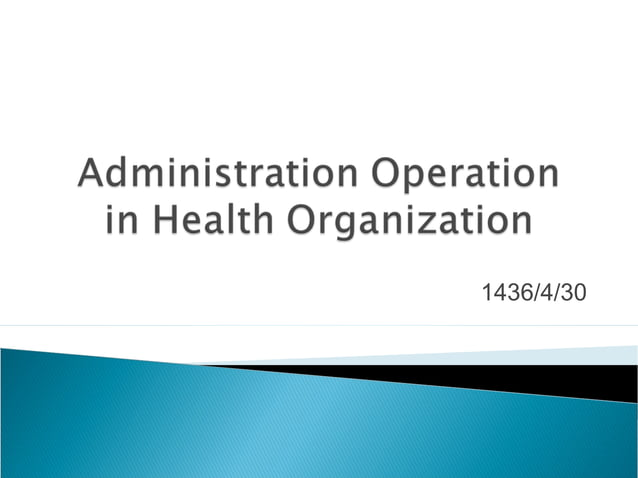 Administration Operation
in Health Organization
1436/4/30